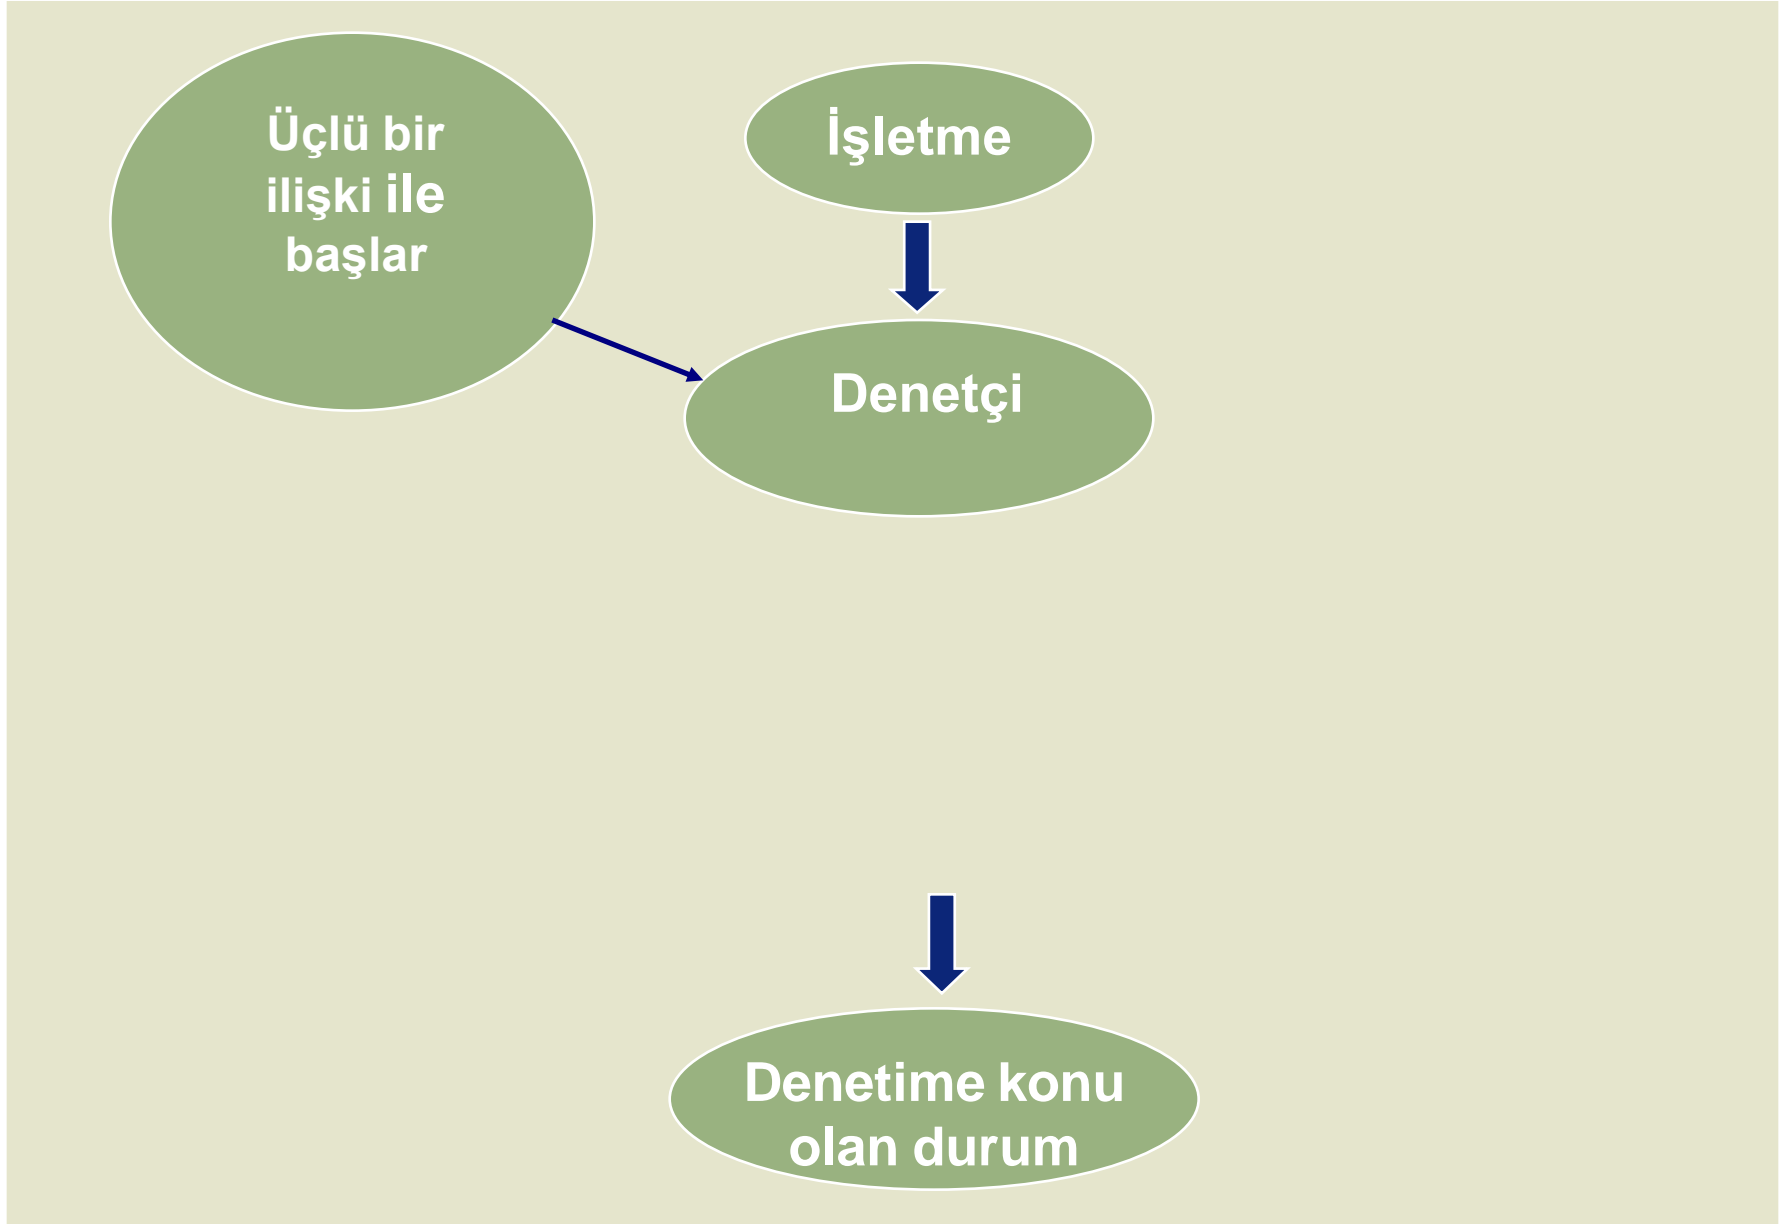 Üçlü bir
ilişki ile
başlar
İşletme
Denetçi
Denetime konu
olan durum